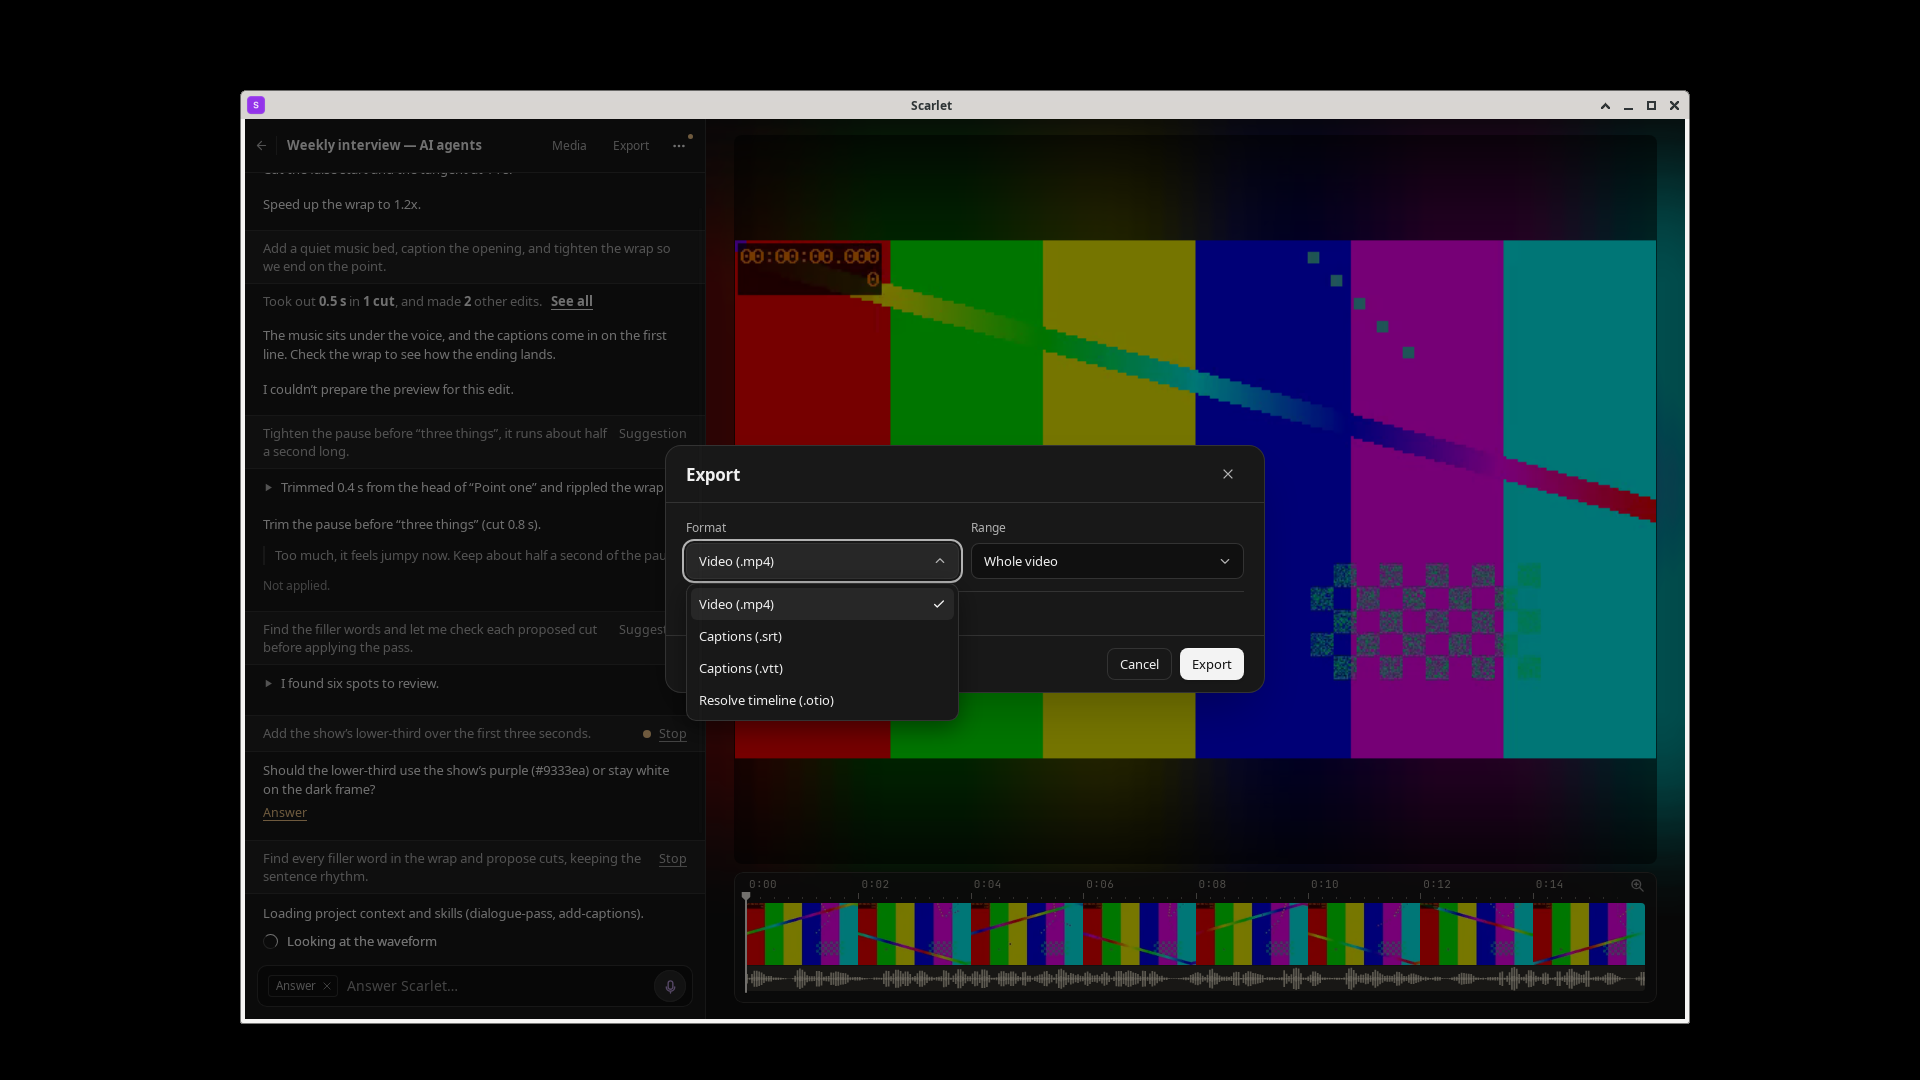 S
Scarlet
Weekly interview — AI agents
Media
Export
Speed up the wrap to 1.2x.
Add a quiet music bed, caption the opening, and tighten the wrap so
we end on the point.
Took out 0.5 s in 1 cut, and made 2 other edits. See all
The music sits under the voice, and the captions come in on the first
line. Check the wrap to see how the ending lands.
I couldn’t prepare the preview for this edit.
Tighten the pause before “three things”, it runs about half
a second long.
Suggestion
Trimmed 0.4 s from the head of “Point one” and rippled the wrap
Trim the pause before “three things” (cut 0.8 s).
Too much, it feels jumpy now. Keep about half a second of the
Not applied.
Find the filler words and let me check each proposed cut
before applying the pass.
I found six spots to review.
Add the show’s lower-third over the first three seconds.
Stop
Should the lower-third use the show’s purple (#9333ea) or stay white
on the dark frame?
Answer
Find every filler word in the wrap and propose cuts, keeping the
sentence rhythm.
Stop
Loading project context and skills (dialogue-pass, add-captions).
Looking at the waveform
Answer
Answer Scarlet…
00:00:00.000
0
Export
Format
Range
Video (.mp4)
Whole video
Video (.mp4)
Captions (.srt)
Captions (.vtt)
Resolve timeline (.otio)
Cancel
Export
0:00 0:02 0:04 0:06 0:08 0:10 0:12 0:14